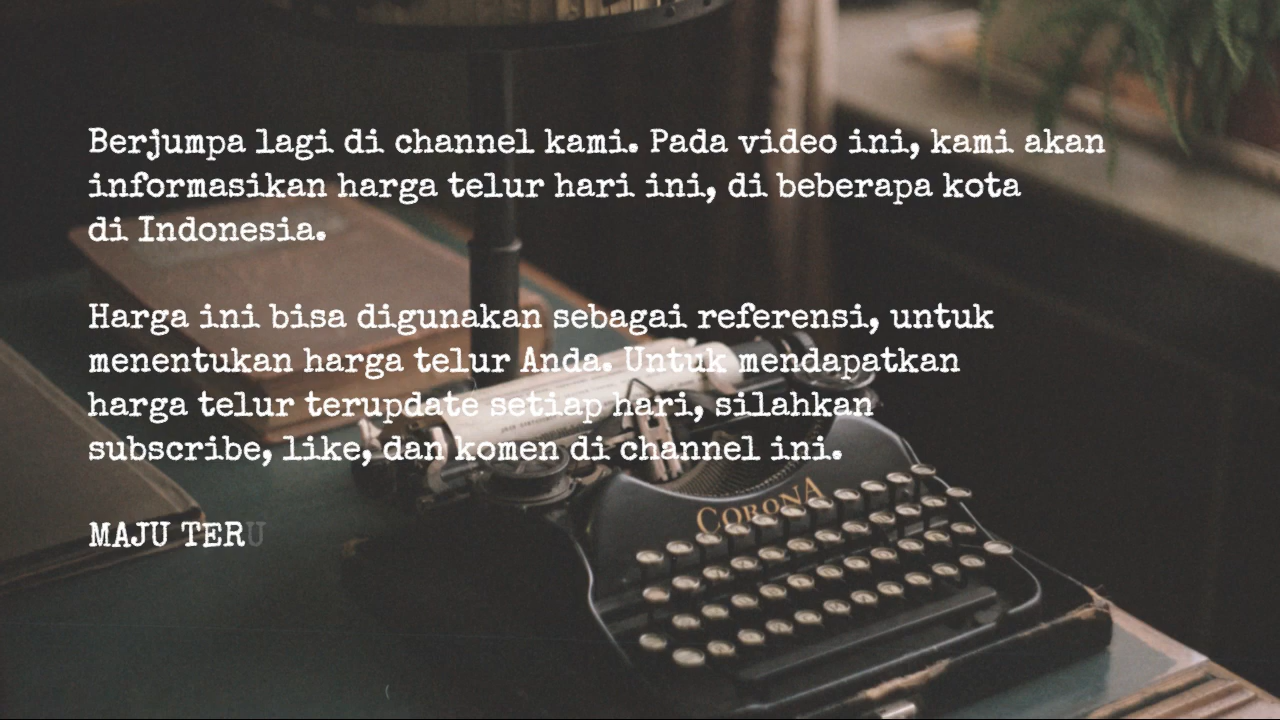 Berjumpa lagi di channel kami. Pada video ini, kami akan
informasikan harga telur hari ini, di beberapa kota
di Indonesia.
Harga ini bisa digunakan sebagai referensi, untuk
menentukan harga telur Anda. Untuk mendapatkan
harga telur terupdate setiap hari, silahkan
subscribe, like, dan komen di channel ini.
CORONA
MAJU TERU